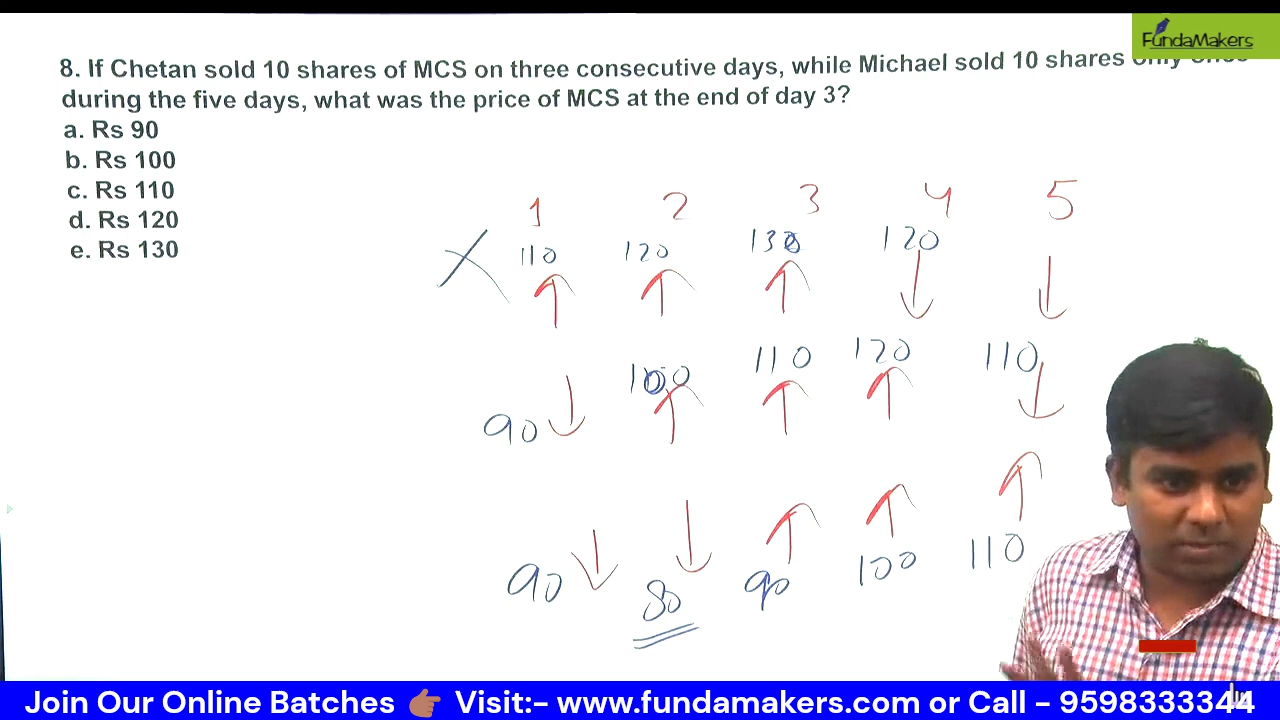 FundaMakers
8. If Chetan sold 10 shares of MCS on three consecutive days, while Michael sold 10 shares
during the five days, what was the price of MCS at the end of day 3?
a. Rs 90
b. Rs 100
c. Rs 110
d. Rs 120
e. Rs 130
1 2 3 4 5
110 120 130 120
90 100 110 120 110
90 80 90 100 110
Join Our Online Batches Visit:- www.fundamakers.com or Call - 9598333344